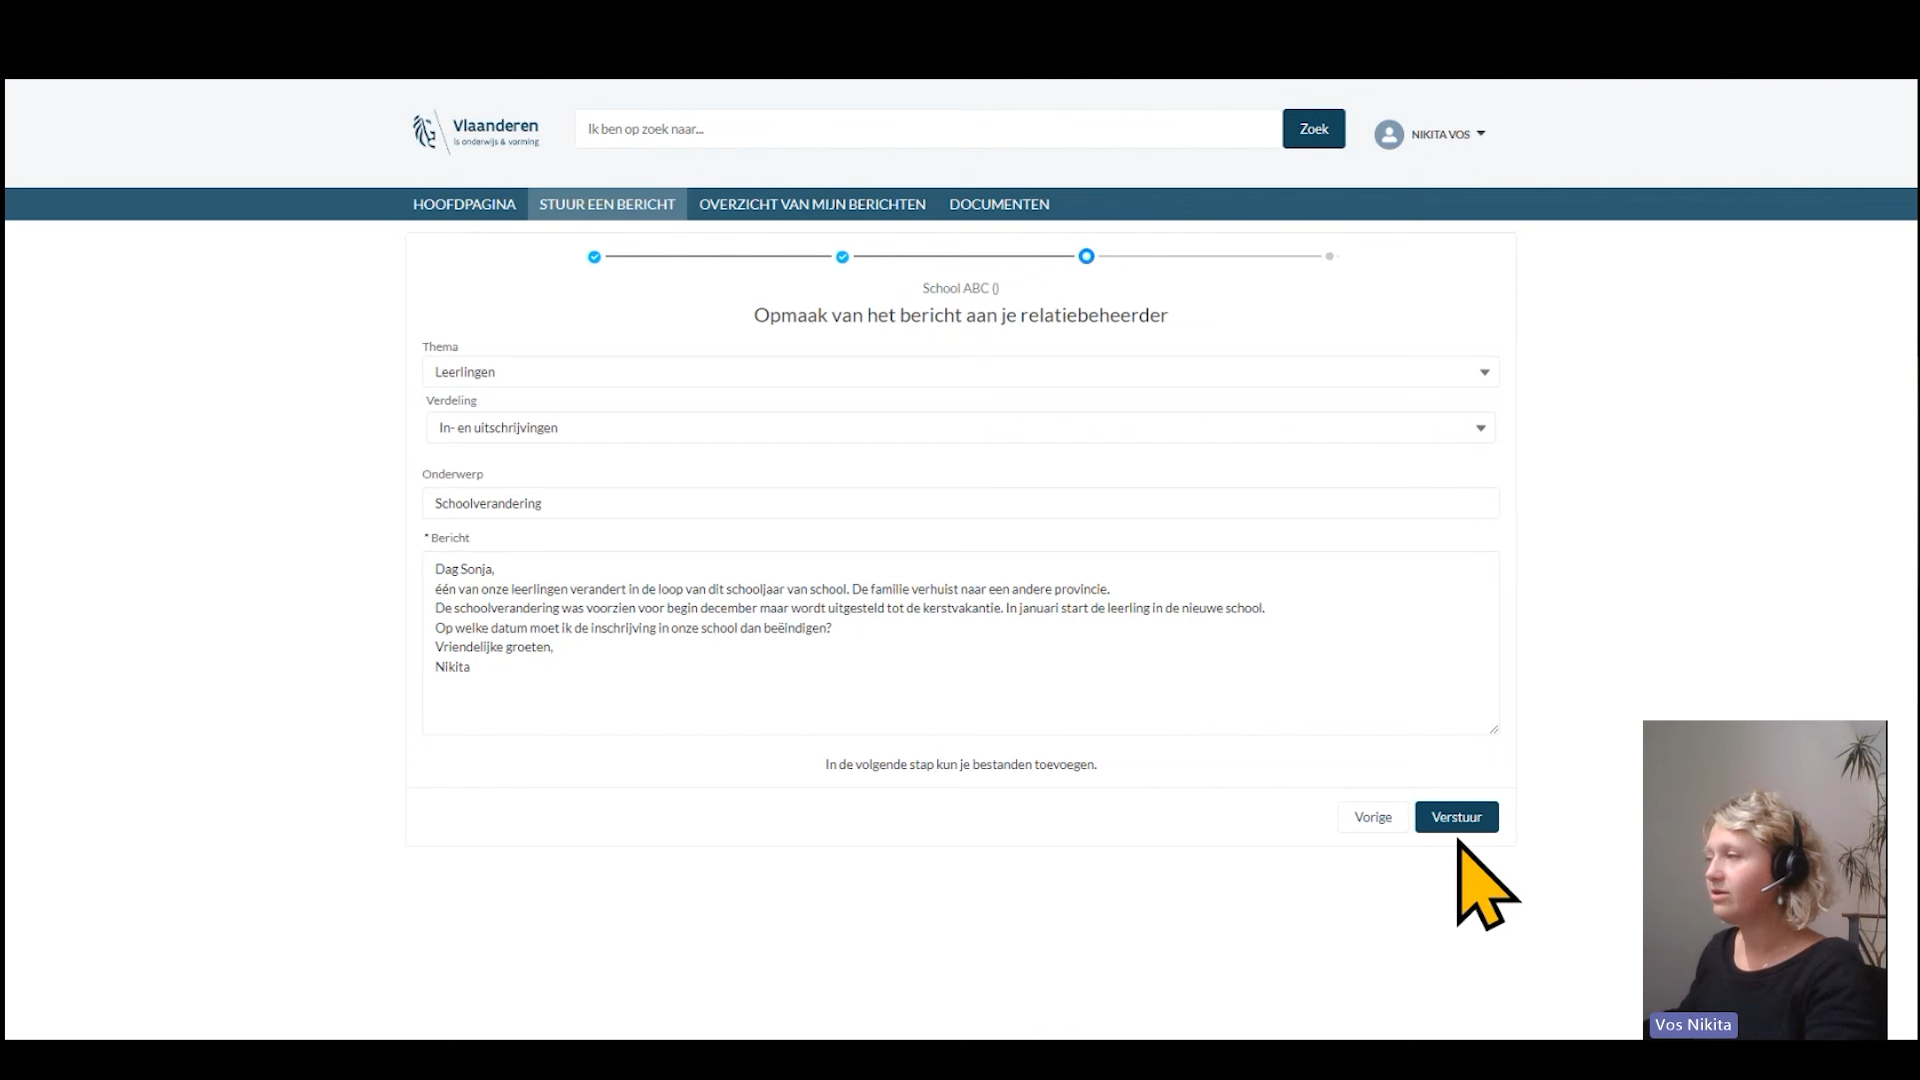 Vlaanderen
is onderwijs & vorming
Ik ben op zoek naar...
Zoek
NIKITA VOS
HOOFDPAGINA
STUUR EEN BERICHT
OVERZICHT VAN MIJN BERICHTEN
DOCUMENTEN
School ABC ()
Opmaak van het bericht aan je relatiebeheerder
Thema
Leerlingen
Verdeling
In- en uitschrijvingen
Onderwerp
Schoolverandering
* Bericht
Dag Sonja,
één van onze leerlingen verandert in de loop van dit schooljaar van school. De familie verhuist naar een andere provincie.
De schoolverandering was voorzien voor begin december maar wordt uitgesteld tot de kerstvakantie. In januari start de leerling in de nieuwe school.
Op welke datum moet ik de inschrijving in onze school dan beëindigen?
Vriendelijke groeten,
Nikita
In de volgende stap kun je bestanden toevoegen.
Vorige
Verstuur
Vos Nikita